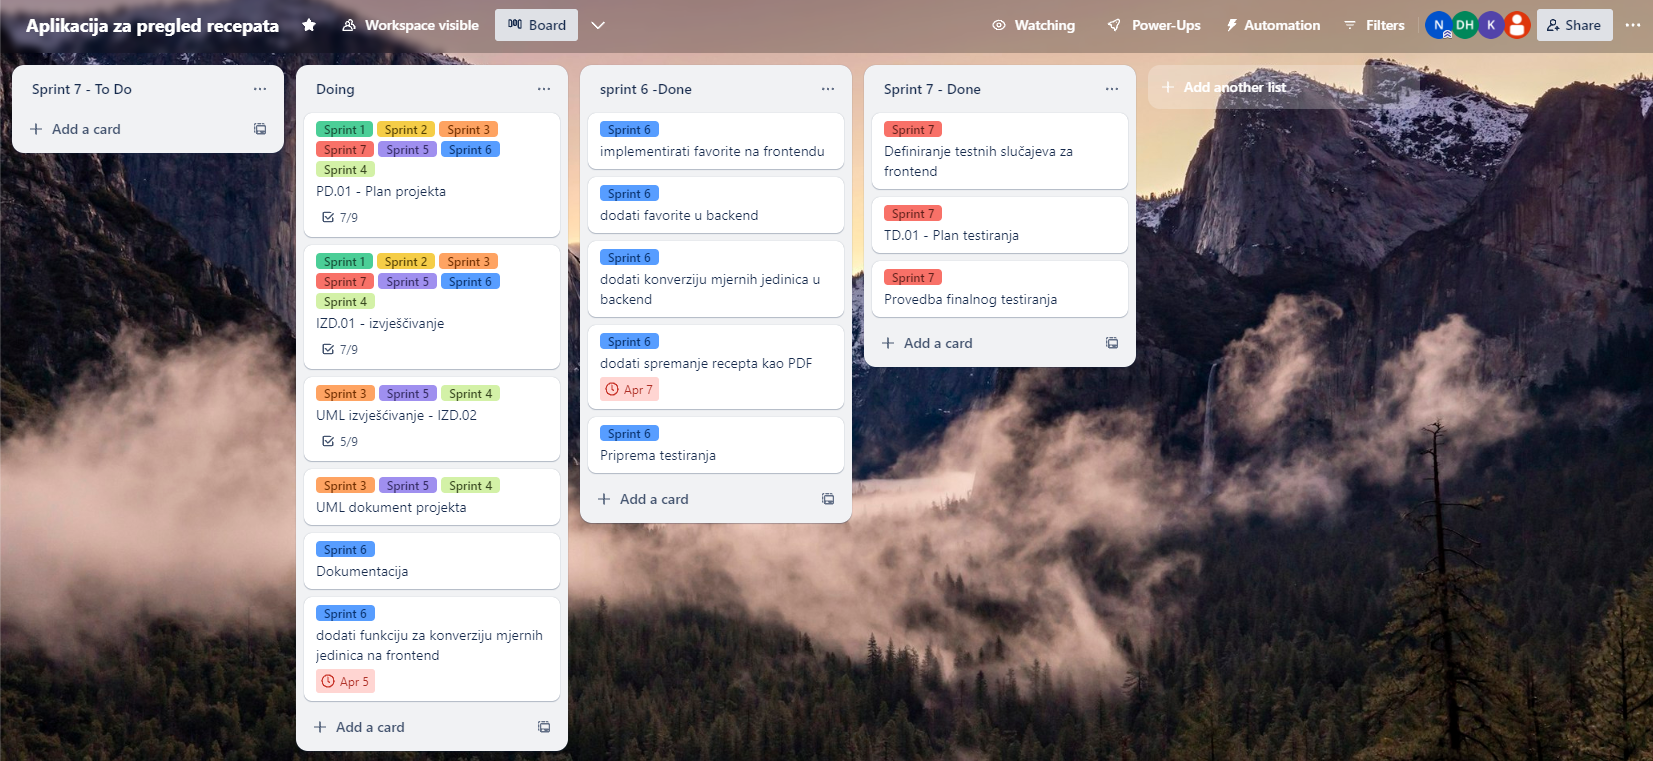 Aplikacija za pregled recepata
Workspace visible
Board
Watching
Power-Ups
Automation
Filters
N
DH
K
Share
Sprint 7 - To Do
Add a card
Doing
Sprint 1 Sprint 2 Sprint 3
Sprint 7 Sprint 5 Sprint 6
Sprint 4
PD.01 - Plan projekta
7/9
Sprint 1 Sprint 2 Sprint 3
Sprint 7 Sprint 5 Sprint 6
Sprint 4
IZD.01 - izvješčivanje
7/9
Sprint 3 Sprint 5 Sprint 4
UML izvješćivanje - IZD.02
5/9
Sprint 3 Sprint 5 Sprint 4
UML dokument projekta
Sprint 6
Dokumentacija
Sprint 6
dodati funkciju za konverziju mjernih
jedinica na frontend
Apr 5
Add a card
sprint 6 -Done
Sprint 6
implementirati favorite na frontendu
Sprint 6
dodati favorite u backend
Sprint 6
dodati konverziju mjernih jedinica u
backend
Sprint 6
dodati spremanje recepta kao PDF
Apr 7
Sprint 6
Priprema testiranja
Add a card
Sprint 7 - Done
Sprint 7
Definiranje testnih slučajeva za
frontend
Sprint 7
TD.01 - Plan testiranja
Sprint 7
Provedba finalnog testiranja
Add a card
Add another list